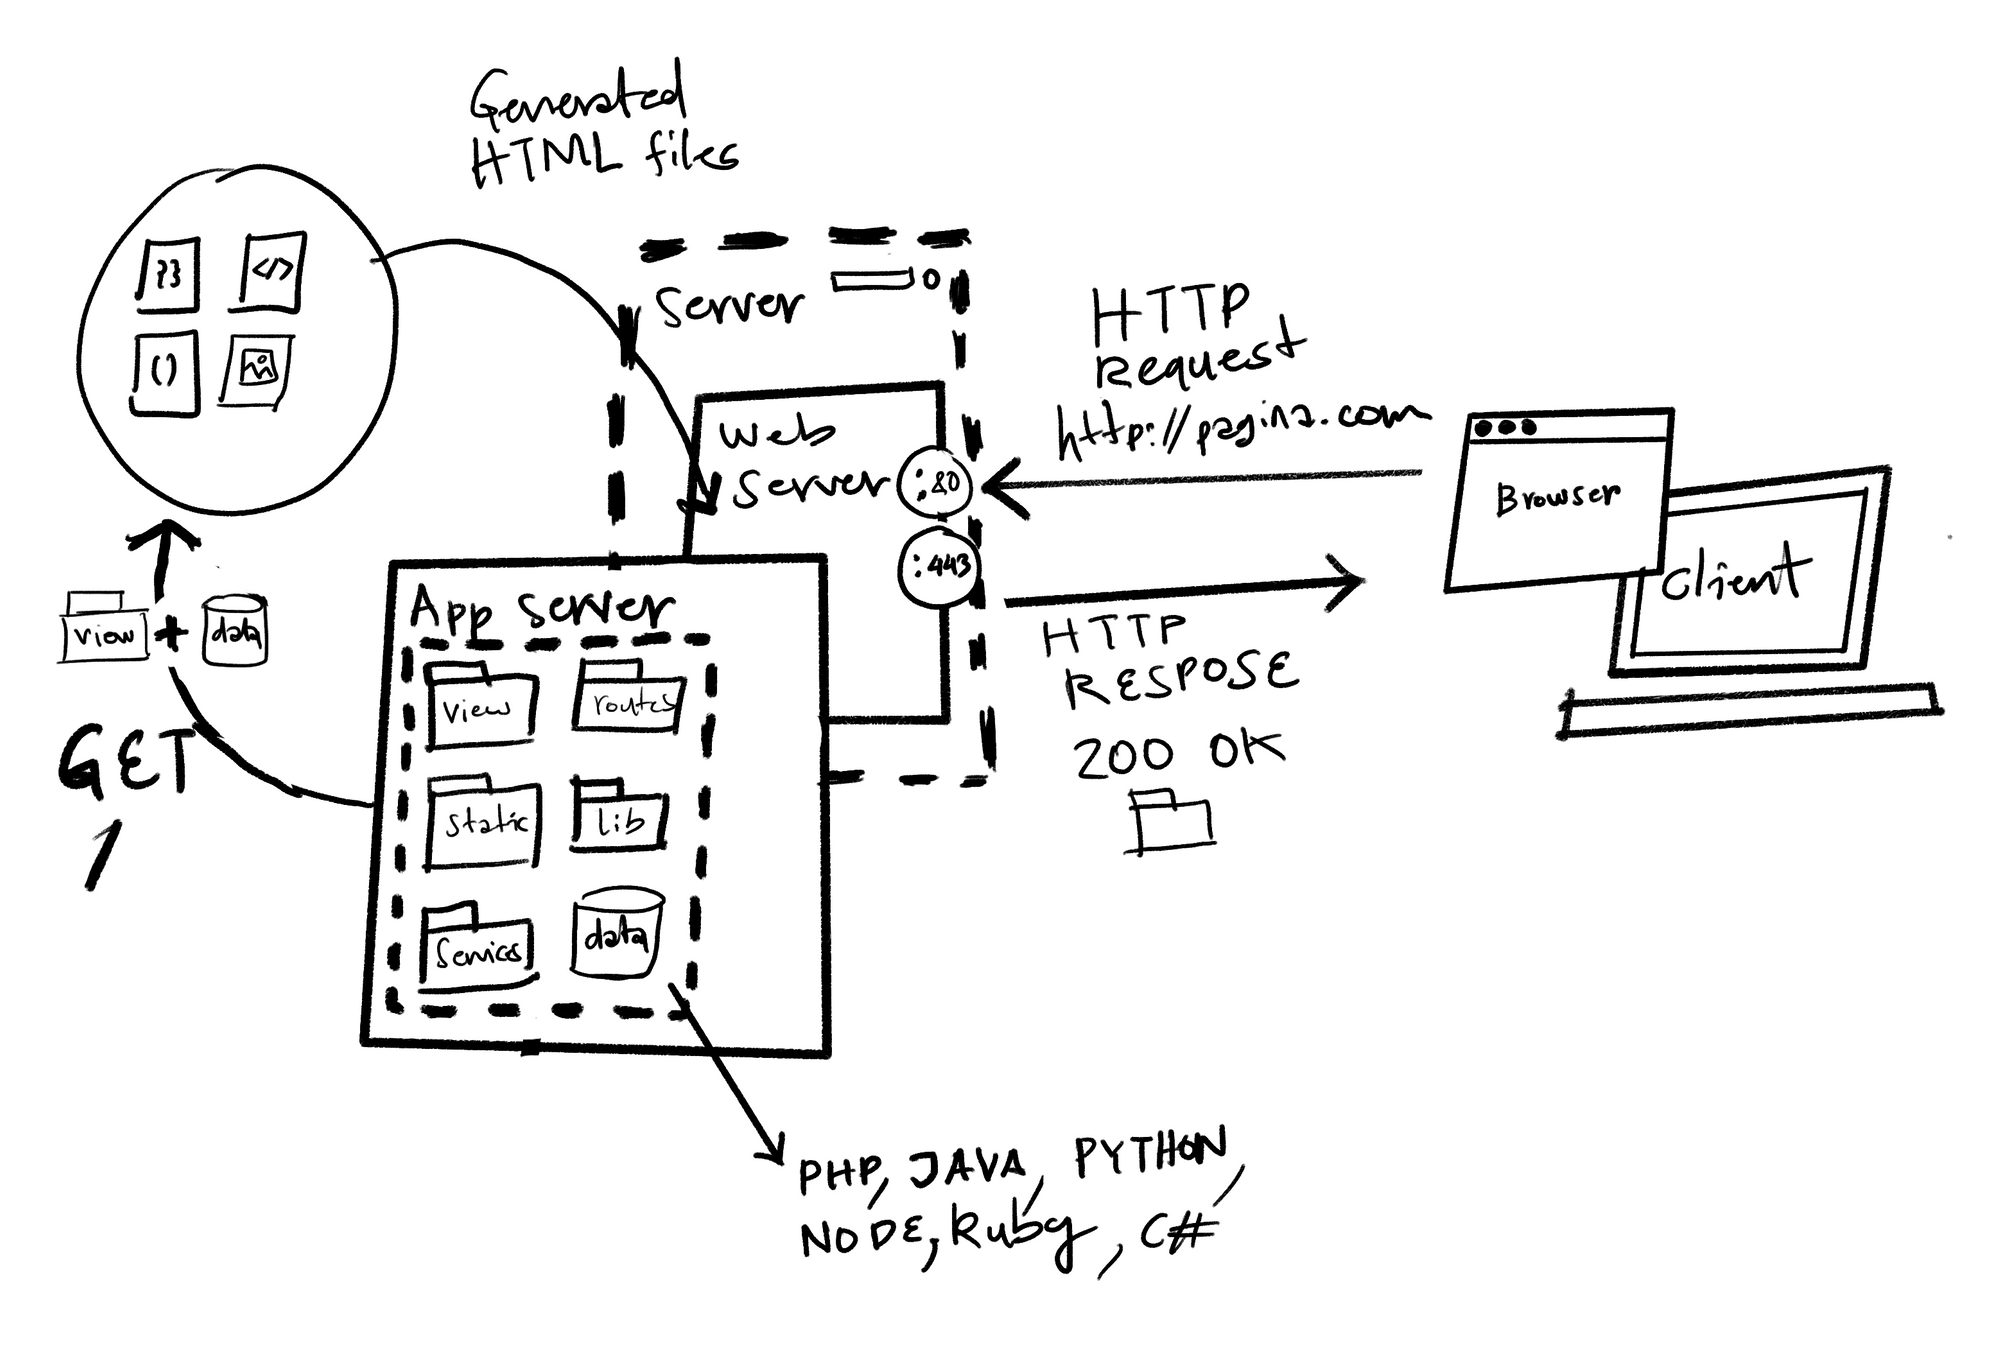 Generated
HTML files
{}
</>
()
Server
Web
Server
:80
:443
HTTP
Request
http://pagina.com
Browser
Client
HTTP
RESPOSE
200 OK
view + data
GET
/
App server
view
routes
static
lib
Services
data
PHP, JAVA, PYTHON,
NODE, Ruby, C#